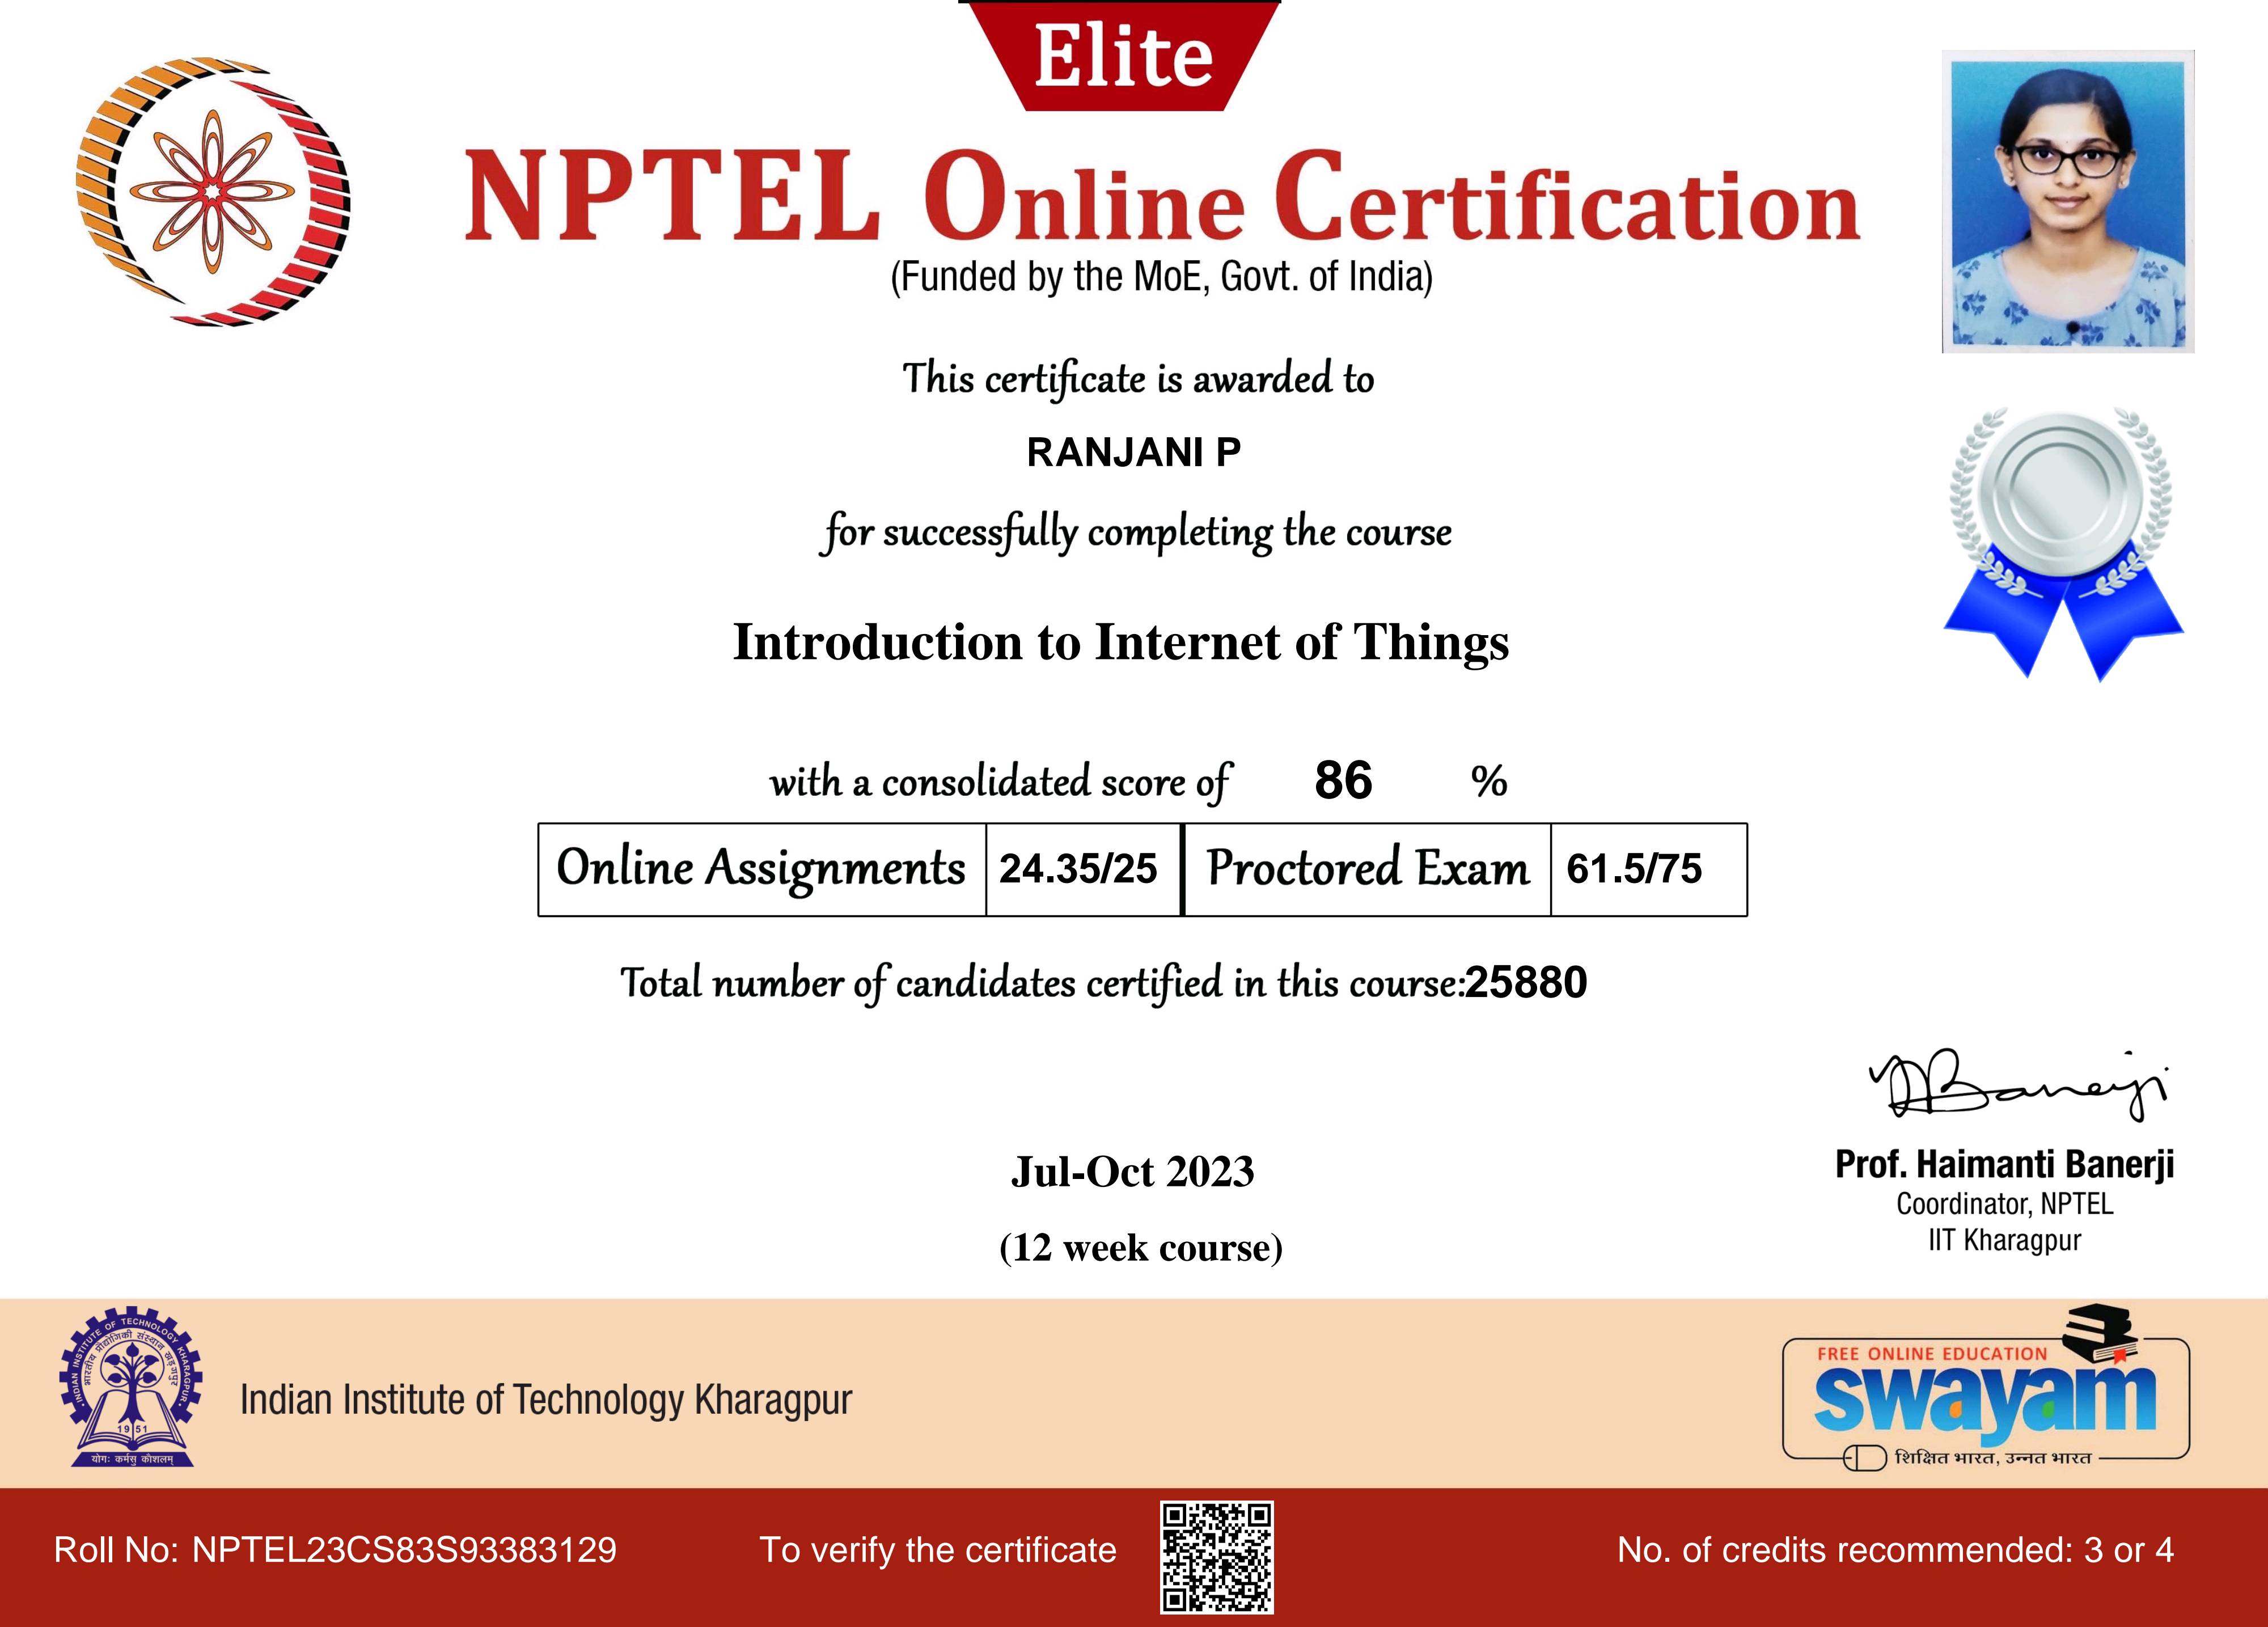 Elite
NPTEL Online Certification
(Funded by the MoE, Govt. of India)
This certificate is awarded to
RANJANI P
for successfully completing the course
Introduction to Internet of Things
with a consolidated score of 86 %
Online Assignments 24.35/25 Proctored Exam 61.5/75
Total number of candidates certified in this course:25880
Banerji
Prof. Haimanti Banerji
Coordinator, NPTEL
IIT Kharagpur
Jul-Oct 2023
(12 week course)
INDIAN INSTITUTE OF TECHNOLOGY KHARAGPUR
भारतीय प्रौद्योगिकी संस्थान खड़गपुर
19 51
योगः कर्मसु कौशलम्
Indian Institute of Technology Kharagpur
FREE ONLINE EDUCATION
swayam
शिक्षित भारत, उन्नत भारत
Roll No: NPTEL23CS83S93383129
To verify the certificate
No. of credits recommended: 3 or 4